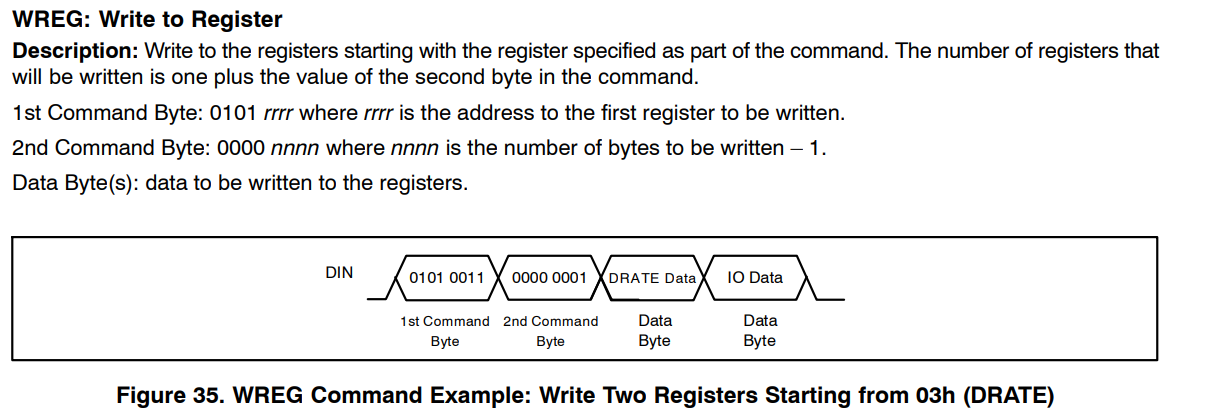 WREG: Write to Register
Description: Write to the registers starting with the register specified as part of the command. The number of registers that
will be written is one plus the value of the second byte in the command.
1st Command Byte: 0101 rrrr where rrrr is the address to the first register to be written.
2nd Command Byte: 0000 nnnn where nnnn is the number of bytes to be written – 1.
Data Byte(s): data to be written to the registers.
DIN 0101 0011 0000 0001 DRATE Data IO Data
1st Command 2nd Command Data Data
Byte Byte Byte Byte
Figure 35. WREG Command Example: Write Two Registers Starting from 03h (DRATE)